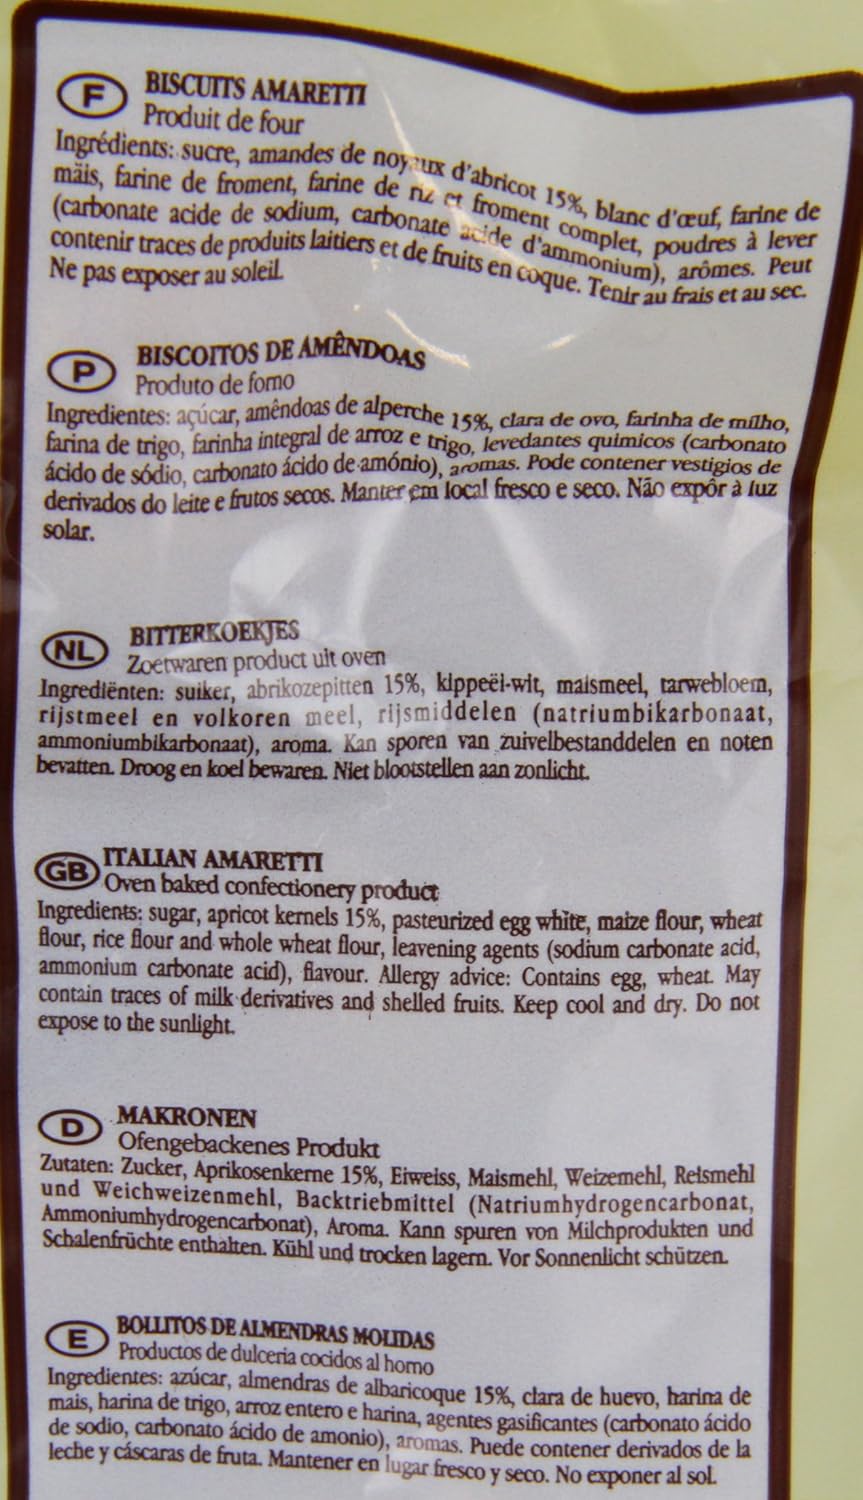 F
BISCUITS AMARETTI
Produit de four
Ingrédients: sucre, amandes de noyaux d'abricot 15%, blanc d'œuf, farine de
mäis, farine de froment, farine de riz et froment complet, poudres à lever
(carbonate acide de sodium, carbonate acide d'ammonium), arômes. Peut
contenir traces de produits laitiers et de fruits en coque. Tenir au frais et au sec.
Ne pas exposer au soleil.
P
BISCOITOS DE AMÊNDOAS
Produto de forno
Ingredientes: açúcar, amêndoas de alperche 15%, clara de ovo, farinha de milho,
farina de trigo, farinha integral de arroz e trigo, levedantes quimicos (carbonato
ácido de sódio, carbonato ácido de amónio), aromas. Pode contener vestigios de
derivados do leite e frutos secos. Manter em local fresco e seco. Não expôr à luz
solar.
NL
BITTERKOEKJES
Zoetwaren product uit oven
Ingrediënten: suiker, abrikozepitten 15%, kippeëi-wit, maismeel, tarwebloem,
rijstmeel en volkoren meel, rijsmiddelen (natriumbikarbonaat,
ammoniumbikarbonaat), aroma. Kan sporen van zuivelbestanddelen en noten
bevatten. Droog en koel bewaren. Niet blootstellen aan zonlicht.
GB
ITALIAN AMARETTI
Oven baked confectionery product
Ingredients: sugar, apricot kernels 15%, pasteurized egg white, maize flour, wheat
flour, rice flour and whole wheat flour, leavening agents (sodium carbonate acid,
ammonium carbonate acid), flavour. Allergy advice: Contains egg, wheat. May
contain traces of milk derivatives and shelled fruits. Keep cool and dry. Do not
expose to the sunlight.
D
MAKRONEN
Ofengebackenes Produkt
Zutaten: Zucker, Aprikosenkerne 15%, Eiweiss, Maismehl, Weizemehl, Reismehl
und Weichweizenmehl, Backtriebmittel (Natriumhydrogencarbonat,
Ammoniumhydrogencarbonat), Aroma. Kann spuren von Milchprodukten und
Schalenfrüchte enthalten. Kühl und trocken lagern. Vor Sonnenlicht schützen.
E
BOLLITOS DE ALMENDRAS MOLIDAS
Productos de dulceria cocidos al horno
Ingredientes: azúcar, almendras de albaricoque 15%, clara de huevo, harina de
mais, harina de trigo, arroz entero e harina, agentes gasificantes (carbonato ácido
de sodio, carbonato ácido de amonio), aromas. Puede contener derivados de la
leche y cáscaras de fruta. Mantener en lugar fresco y seco. No exponer al sol.